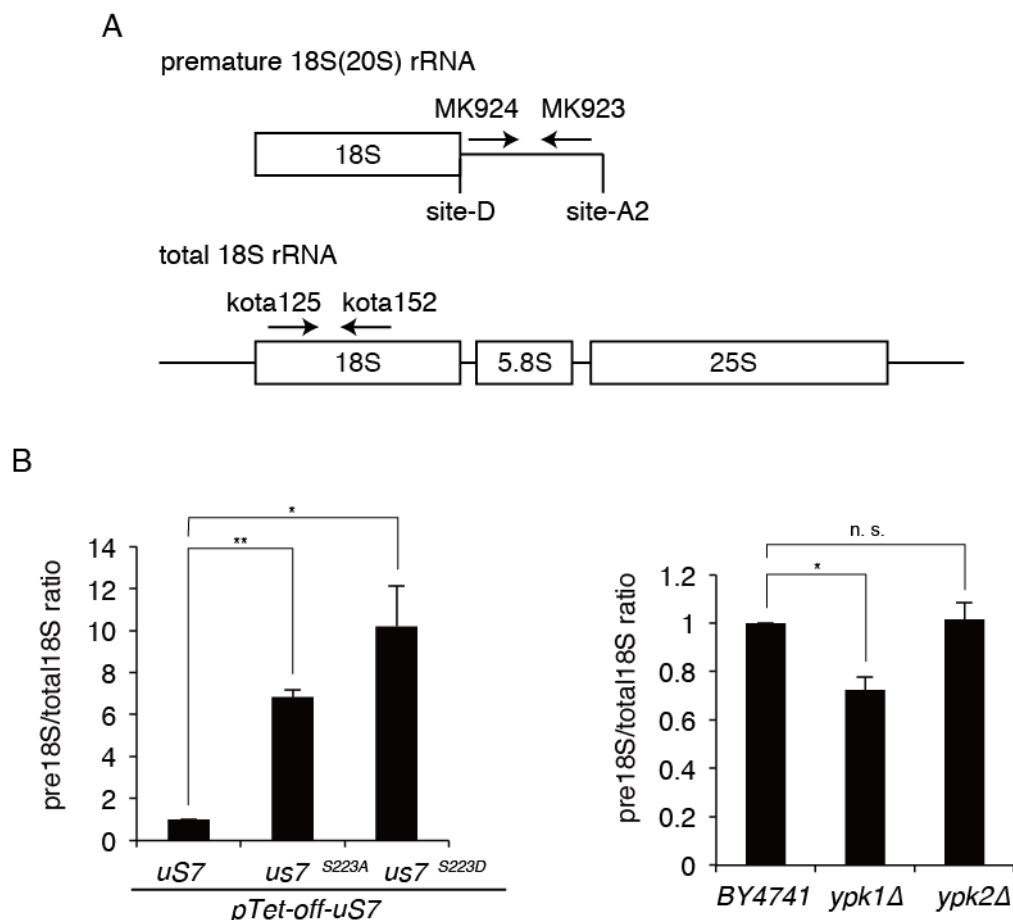 A
premature 18S(20S) rRNA
MK924 MK923
18S
site-D site-A2
total 18S rRNA
kota125 kota152
18S 5.8S 25S
B
pre18S/total18S ratio
14
12
10
8
6
4
2
0
*
**
uS7 us7 S223A us7 S223D
pTet-off-uS7
pre18S/total18S ratio
1.2
1
0.8
0.6
0.4
0.2
0
n. s.
*
BY4741 ypk1Δ ypk2Δ